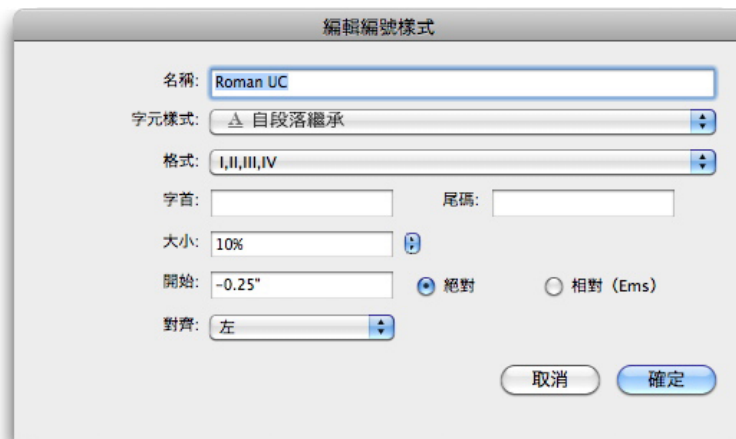 編輯編號樣式
名稱: Roman UC
字元樣式: A 自段落繼承
格式: I,II,III,IV
字首: 尾碼:
大小: 10%
開始: -0.25" 絕對 相對 (Ems)
對齊: 左
取消 確定